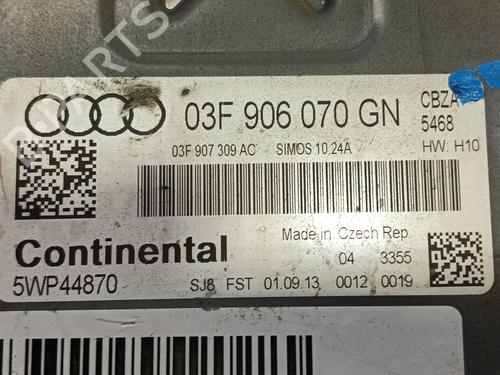 03F 906 070 GN
CBZA
5468
03F 907 309 AC SIMOS 10.24A
HW: H10
Continental
Made in Czech Rep.
5WP44870
04 3355
SJ8 FST 01.09.13 0012 0019